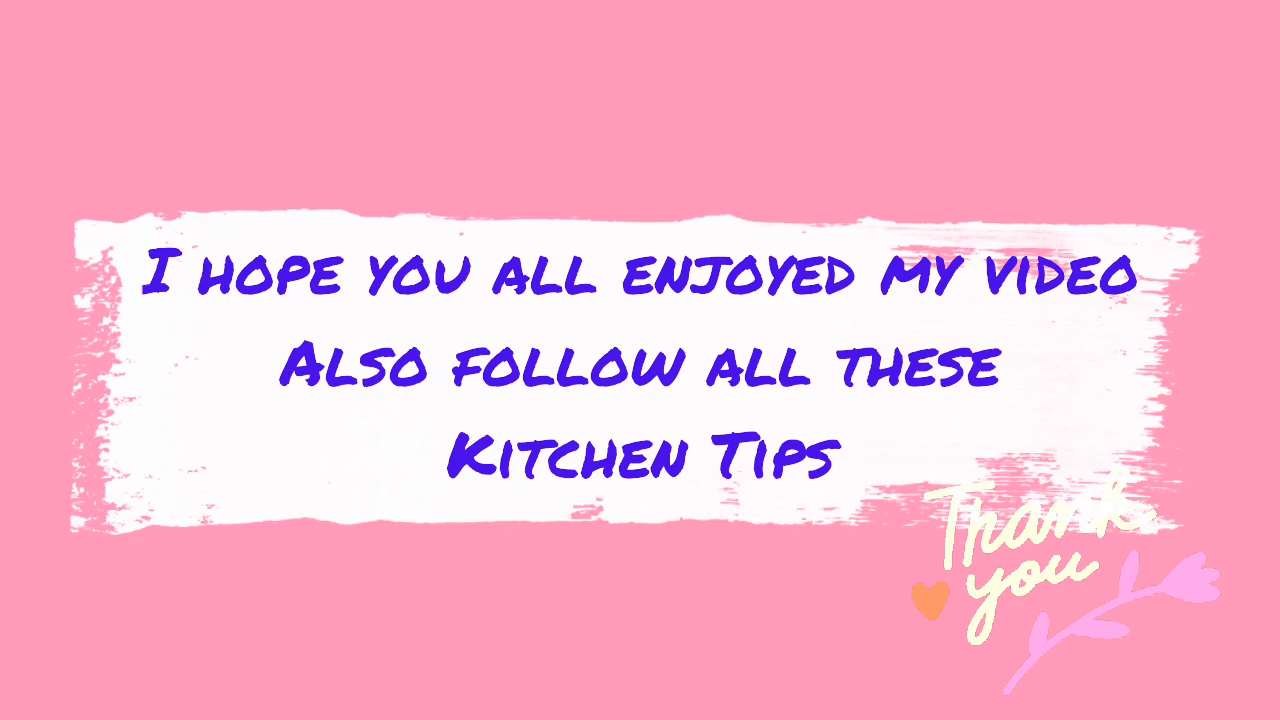 I hope you all enjoyed my video
Also follow all these
Kitchen Tips
Thank
you